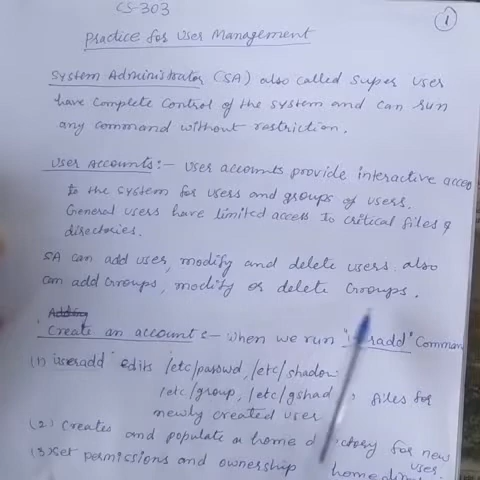 CS-303
1
Practice for User Management
System Administrator (SA) also called Super User
have Complete Control of the system and can run
any command without restriction.
User Accounts:- User accounts provide interactive access
to the system for users and groups of users.
General users have limited access to critical files &
directories.
SA can add user, modify and delete users. also
can add Groups, modify or delete Groups.
Adding
Create an account:- When we run "useradd" Comman
(1) useradd edits /etc/passwd, /etc/shadow
/etc/group, /etc/gshad , files for
newly created user
(2) Creates and populate a home d ctory for new
user
(3) Set permissions and ownership home